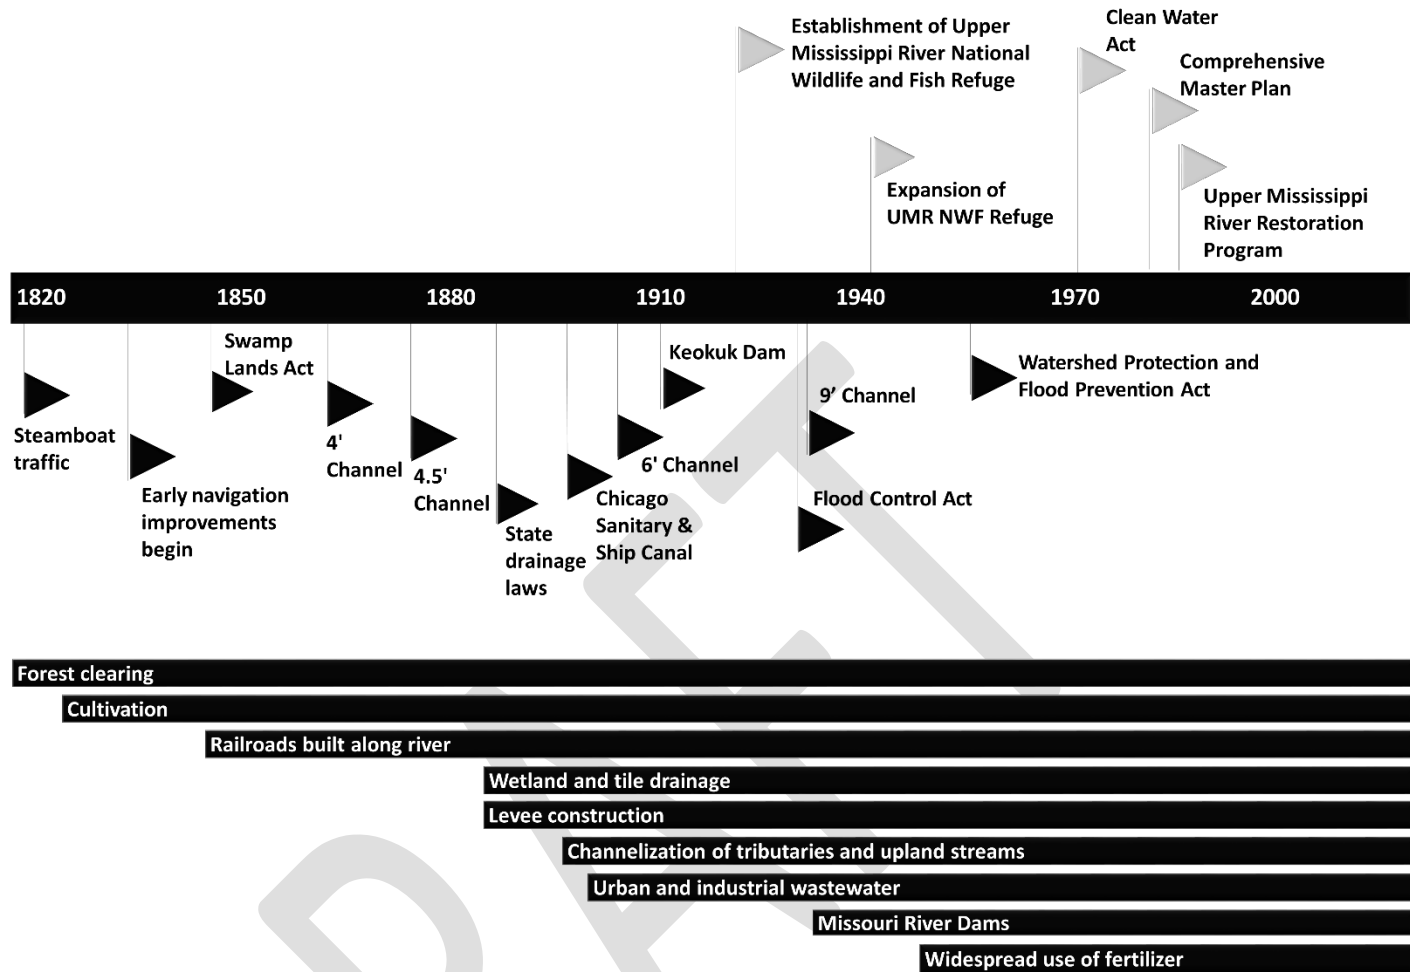 Establishment of Upper
Mississippi River National
Wildlife and Fish Refuge
Clean Water
Act
Comprehensive
Master Plan
Expansion of
UMR NWF Refuge
Upper Mississippi
River Restoration
Program
1820 1850 1880 1910 1940 1970 2000
Steamboat
traffic
Early navigation
improvements
begin
Swamp
Lands Act
4'
Channel
4.5'
Channel
State
drainage
laws
Chicago
Sanitary &
Ship Canal
6' Channel
Keokuk Dam
9’ Channel
Flood Control Act
Watershed Protection and
Flood Prevention Act
Forest clearing
Cultivation
Railroads built along river
Wetland and tile drainage
Levee construction
Channelization of tributaries and upland streams
Urban and industrial wastewater
Missouri River Dams
Widespread use of fertilizer
DRAFT